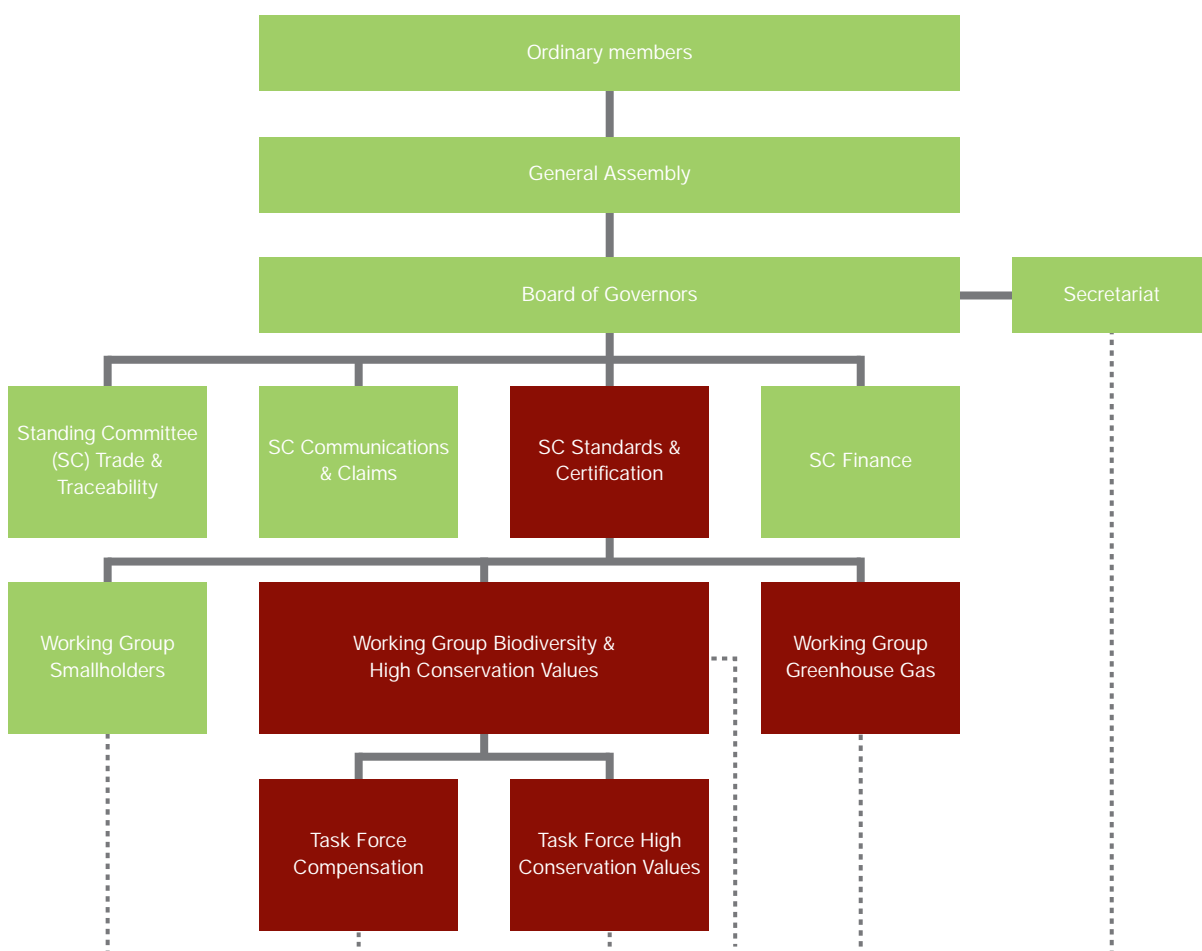 Ordinary members
General Assembly
Board of Governors
Secretariat
Standing Committee
(SC) Trade &
Traceability
SC Communications
& Claims
SC Standards &
Certification
SC Finance
Working Group
Smallholders
Working Group Biodiversity &
High Conservation Values
Working Group
Greenhouse Gas
Task Force
Compensation
Task Force High
Conservation Values